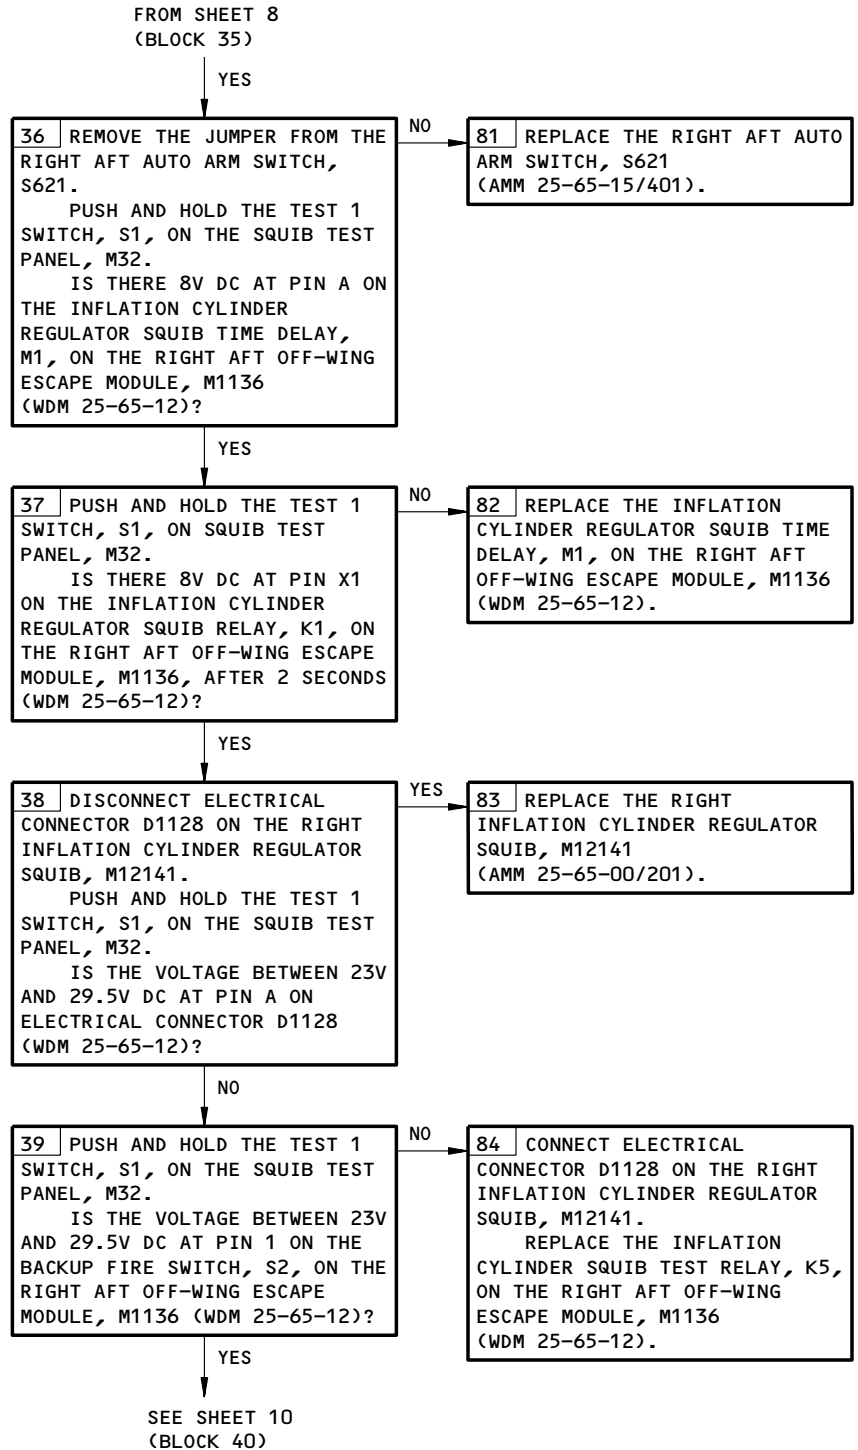 FROM SHEET 8
(BLOCK 35)
YES
36 REMOVE THE JUMPER FROM THE
RIGHT AFT AUTO ARM SWITCH,
S621.
PUSH AND HOLD THE TEST 1
SWITCH, S1, ON THE SQUIB TEST
PANEL, M32.
IS THERE 8V DC AT PIN A ON
THE INFLATION CYLINDER
REGULATOR SQUIB TIME DELAY,
M1, ON THE RIGHT AFT OFF-WING
ESCAPE MODULE, M1136
(WDM 25-65-12)?
NO
81 REPLACE THE RIGHT AFT AUTO
ARM SWITCH, S621
(AMM 25-65-15/401).
YES
37 PUSH AND HOLD THE TEST 1
SWITCH, S1, ON SQUIB TEST
PANEL, M32.
IS THERE 8V DC AT PIN X1
ON THE INFLATION CYLINDER
REGULATOR SQUIB RELAY, K1, ON
THE RIGHT AFT OFF-WING ESCAPE
MODULE, M1136, AFTER 2 SECONDS
(WDM 25-65-12)?
NO
82 REPLACE THE INFLATION
CYLINDER REGULATOR SQUIB TIME
DELAY, M1, ON THE RIGHT AFT
OFF-WING ESCAPE MODULE, M1136
(WDM 25-65-12).
YES
38 DISCONNECT ELECTRICAL
CONNECTOR D1128 ON THE RIGHT
INFLATION CYLINDER REGULATOR
SQUIB, M12141.
PUSH AND HOLD THE TEST 1
SWITCH, S1, ON THE SQUIB TEST
PANEL, M32.
IS THE VOLTAGE BETWEEN 23V
AND 29.5V DC AT PIN A ON
ELECTRICAL CONNECTOR D1128
(WDM 25-65-12)?
YES
83 REPLACE THE RIGHT
INFLATION CYLINDER REGULATOR
SQUIB, M12141
(AMM 25-65-00/201).
NO
39 PUSH AND HOLD THE TEST 1
SWITCH, S1, ON THE SQUIB TEST
PANEL, M32.
IS THE VOLTAGE BETWEEN 23V
AND 29.5V DC AT PIN 1 ON THE
BACKUP FIRE SWITCH, S2, ON THE
RIGHT AFT OFF-WING ESCAPE
MODULE, M1136 (WDM 25-65-12)?
NO
84 CONNECT ELECTRICAL
CONNECTOR D1128 ON THE RIGHT
INFLATION CYLINDER REGULATOR
SQUIB, M12141.
REPLACE THE INFLATION
CYLINDER SQUIB TEST RELAY, K5,
ON THE RIGHT AFT OFF-WING
ESCAPE MODULE, M1136
(WDM 25-65-12).
YES
SEE SHEET 10
(BLOCK 40)